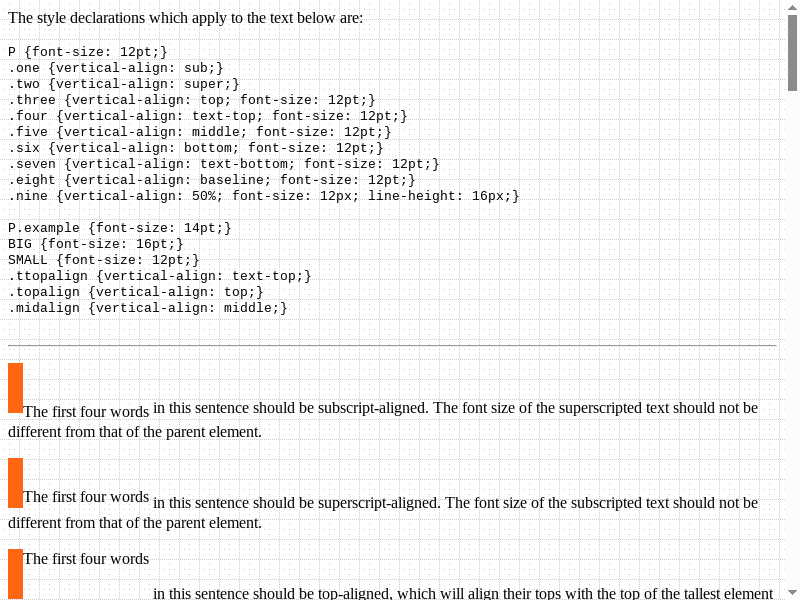 The style declarations which apply to the text below are:
P {font-size: 12pt;}
.one {vertical-align: sub;}
.two {vertical-align: super;}
.three {vertical-align: top; font-size: 12pt;}
.four {vertical-align: text-top; font-size: 12pt;}
.five {vertical-align: middle; font-size: 12pt;}
.six {vertical-align: bottom; font-size: 12pt;}
.seven {vertical-align: text-bottom; font-size: 12pt;}
.eight {vertical-align: baseline; font-size: 12pt;}
.nine {vertical-align: 50%; font-size: 12px; line-height: 16px;}
P.example {font-size: 14pt;}
BIG {font-size: 16pt;}
SMALL {font-size: 12pt;}
.ttopalign {vertical-align: text-top;}
.topalign {vertical-align: top;}
.midalign {vertical-align: middle;}
The first four words in this sentence should be subscript-aligned. The font size of the superscripted text should not be
different from that of the parent element.
The first four words in this sentence should be superscript-aligned. The font size of the subscripted text should not be
different from that of the parent element.
The first four words
in this sentence should be top-aligned, which will align their tops with the top of the tallest element